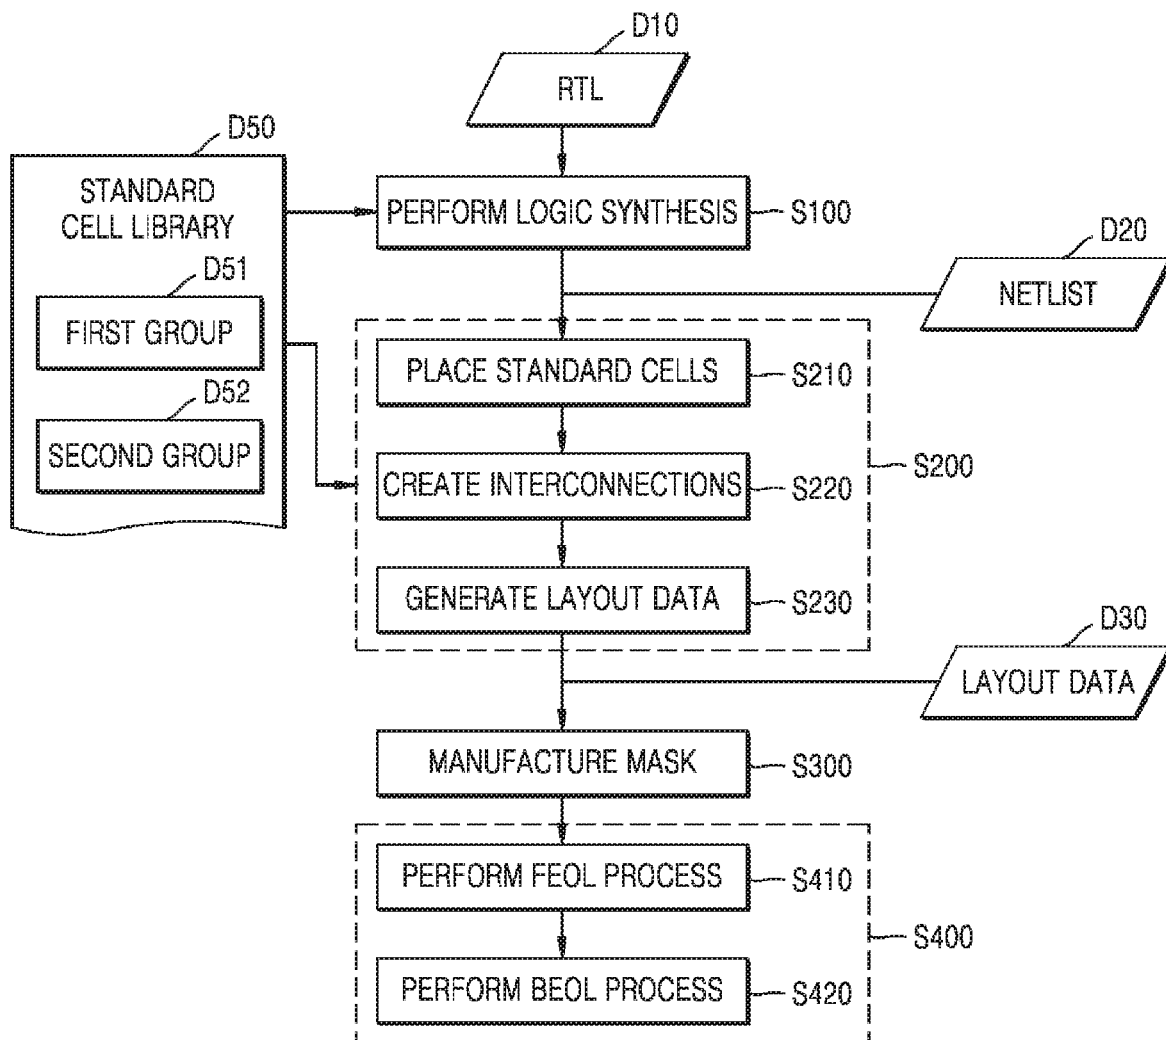 D10
RTL
D50
STANDARD
CELL LIBRARY
PERFORM LOGIC SYNTHESIS
S100
D20
NETLIST
D51
FIRST GROUP
PLACE STANDARD CELLS
S210
D52
SECOND GROUP
CREATE INTERCONNECTIONS
S220
S200
GENERATE LAYOUT DATA
S230
D30
LAYOUT DATA
MANUFACTURE MASK
S300
PERFORM FEOL PROCESS
S410
S400
PERFORM BEOL PROCESS
S420